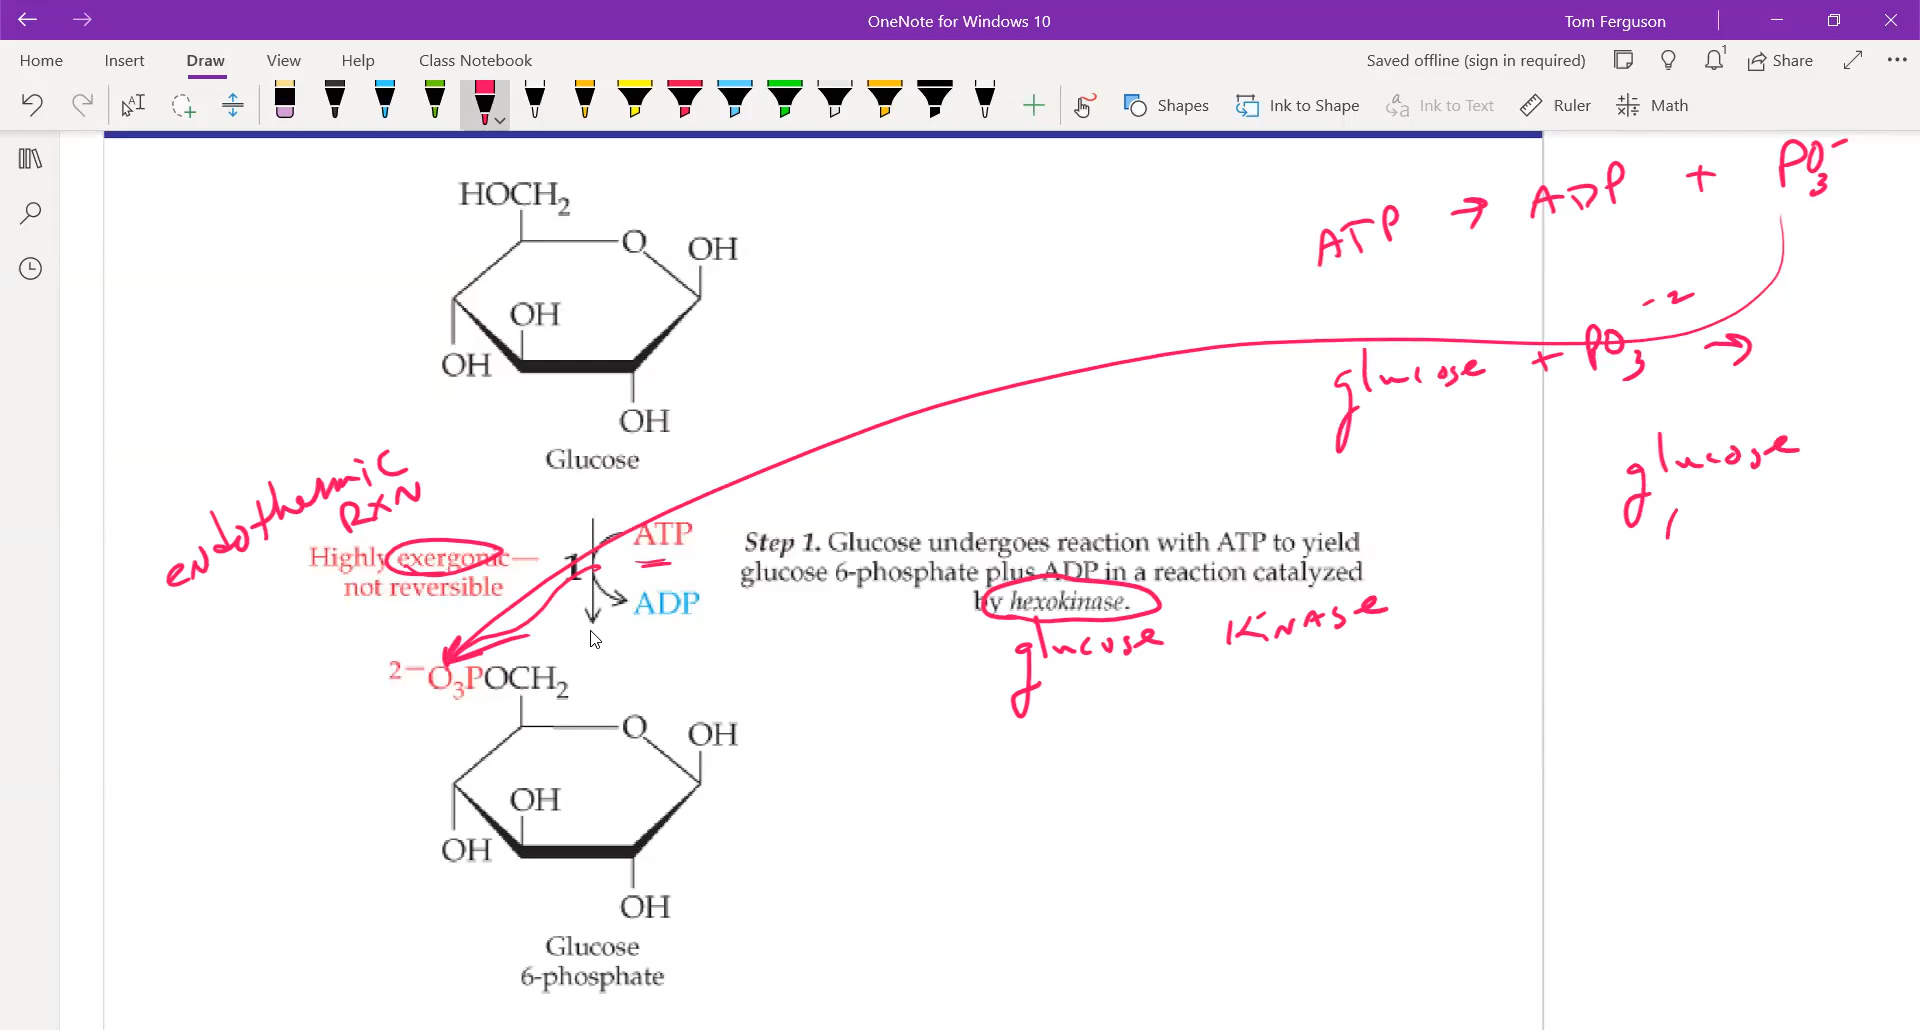 OneNote for Windows 10
Tom Ferguson
Home Insert Draw View Help Class Notebook
Saved offline (sign in required)
1
Share
Shapes
Ink to Shape
Ink to Text
Ruler
Math
HOCH2
O
OH
OH
OH
OH
Glucose
ATP → ADP + PO3-
glucose + PO3-2 →
glucose
endothermic
RXN
Highly exergonic—
not reversible
1
ATP
ADP
Step 1. Glucose undergoes reaction with ATP to yield
glucose 6-phosphate plus ADP in a reaction catalyzed
by hexokinase.
glucose KiNASe
2−O3POCH2
O
OH
OH
OH
OH
Glucose
6-phosphate